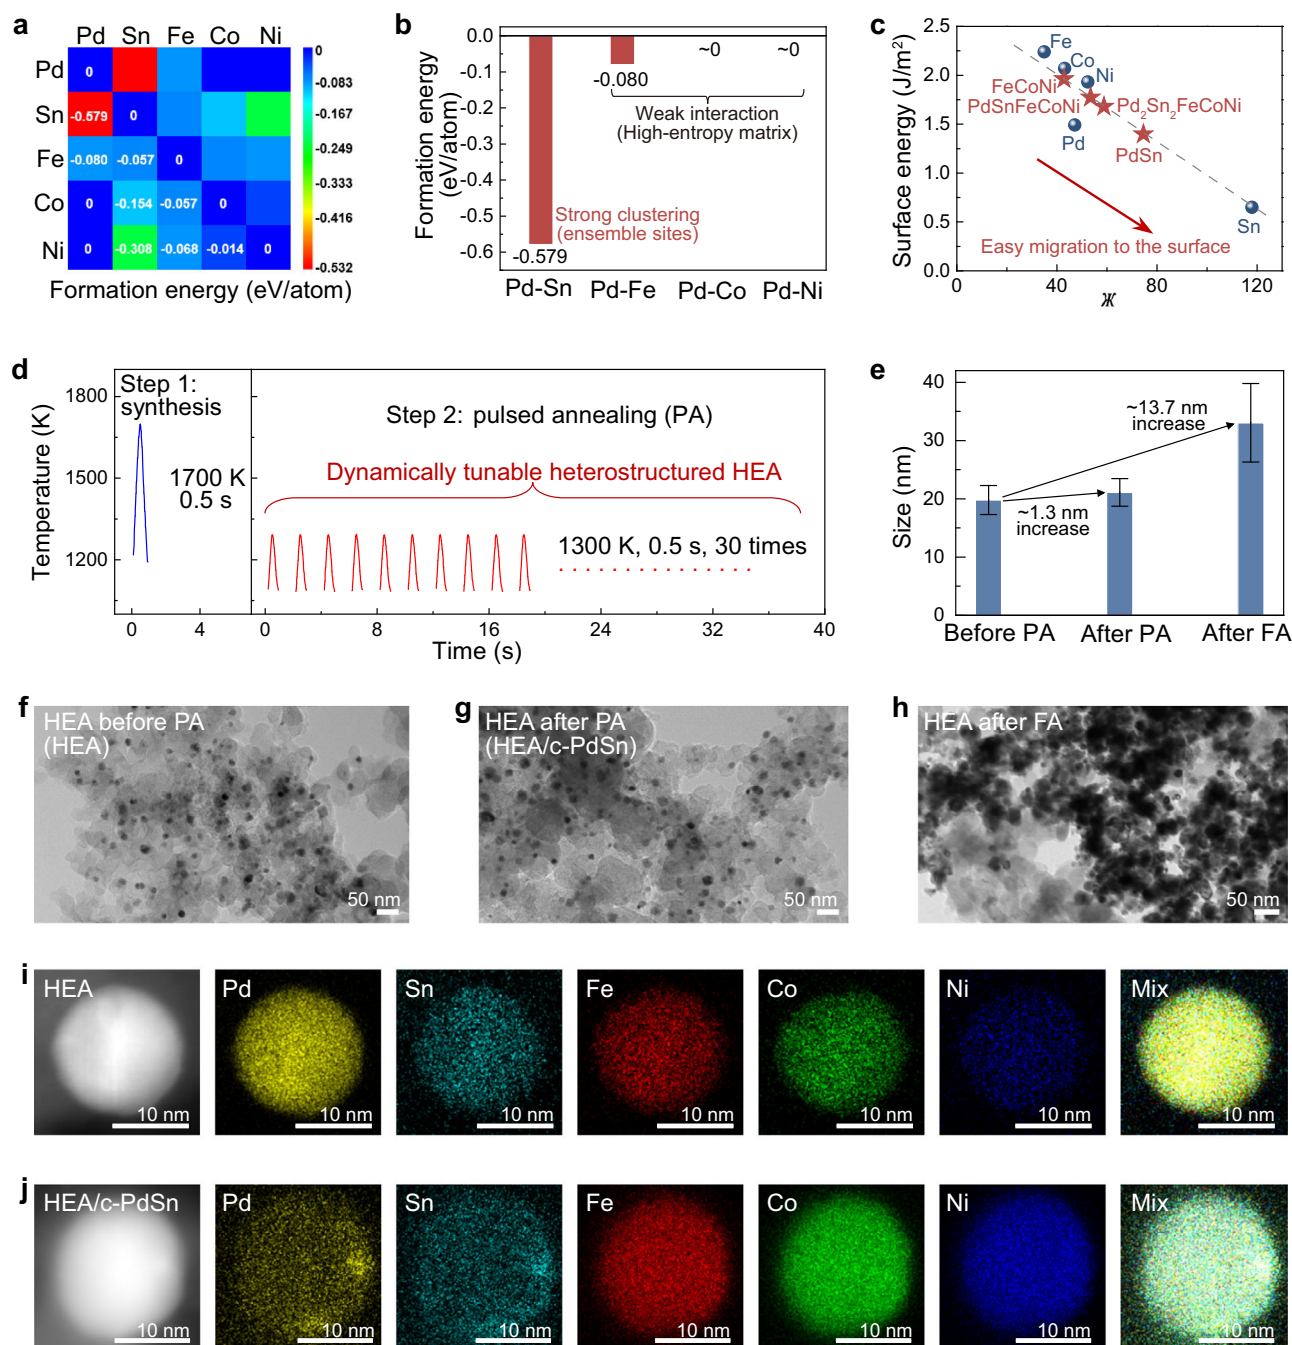 a
Pd Sn Fe Co Ni
Pd 0
Sn -0.579 0
Fe -0.080 -0.057 0
Co 0 -0.154 -0.057 0
Ni 0 -0.308 -0.068 -0.014 0
0
-0.083
-0.167
-0.249
-0.333
-0.416
-0.532
Formation energy (eV/atom)
b
Formation energy
(eV/atom)
0.0
-0.1
-0.2
-0.3
-0.4
-0.5
-0.6
-0.579
-0.080
~0
~0
Weak interaction
(High-entropy matrix)
Strong clustering
(ensemble sites)
Pd-Sn Pd-Fe Pd-Co Pd-Ni
c
Surface energy (J/m²)
2.5
2.0
1.5
1.0
0.5
0.0
Fe
Co
Ni
FeCoNi
PdSnFeCoNi
Pd₂Sn₂FeCoNi
Pd
PdSn
Sn
Easy migration to the surface
0 40 80 120
Ж
d
Temperature (K)
1800
1500
1200
Step 1:
synthesis
1700 K
0.5 s
Step 2: pulsed annealing (PA)
Dynamically tunable heterostructured HEA
1300 K, 0.5 s, 30 times
0 4 0 8 16 24 32 40
Time (s)
e
Size (nm)
40
30
20
10
0
~13.7 nm
increase
~1.3 nm
increase
Before PA After PA After FA
f
HEA before PA
(HEA)
50 nm
g
HEA after PA
(HEA/c-PdSn)
50 nm
h
HEA after FA
50 nm
i
HEA Pd Sn Fe Co Ni Mix
10 nm 10 nm 10 nm 10 nm 10 nm 10 nm 10 nm
j
HEA/c-PdSn Pd Sn Fe Co Ni Mix
10 nm 10 nm 10 nm 10 nm 10 nm 10 nm 10 nm